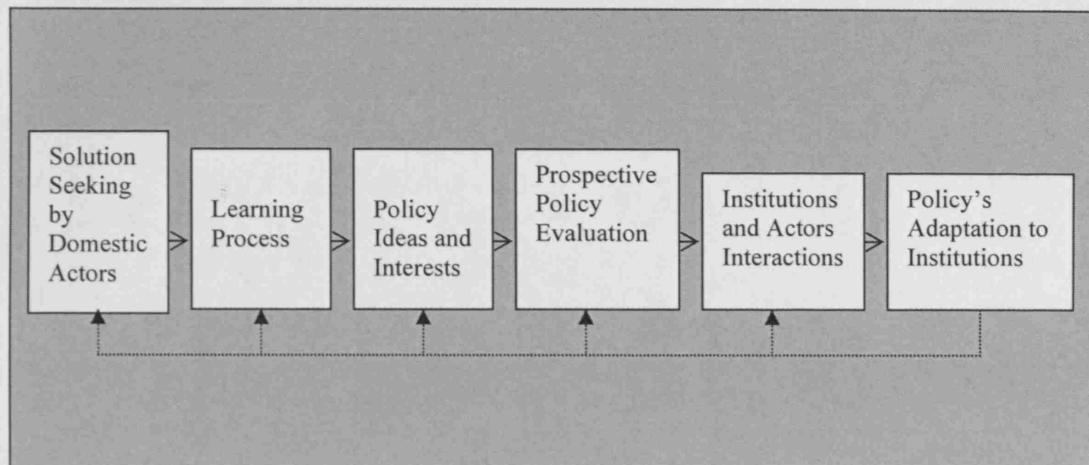 Solution
Seeking
by
Domestic
Actors
Learning
Process
Policy
Ideas and
Interests
Prospective
Policy
Evaluation
Institutions
and Actors
Interactions
Policy's
Adaptation to
Institutions